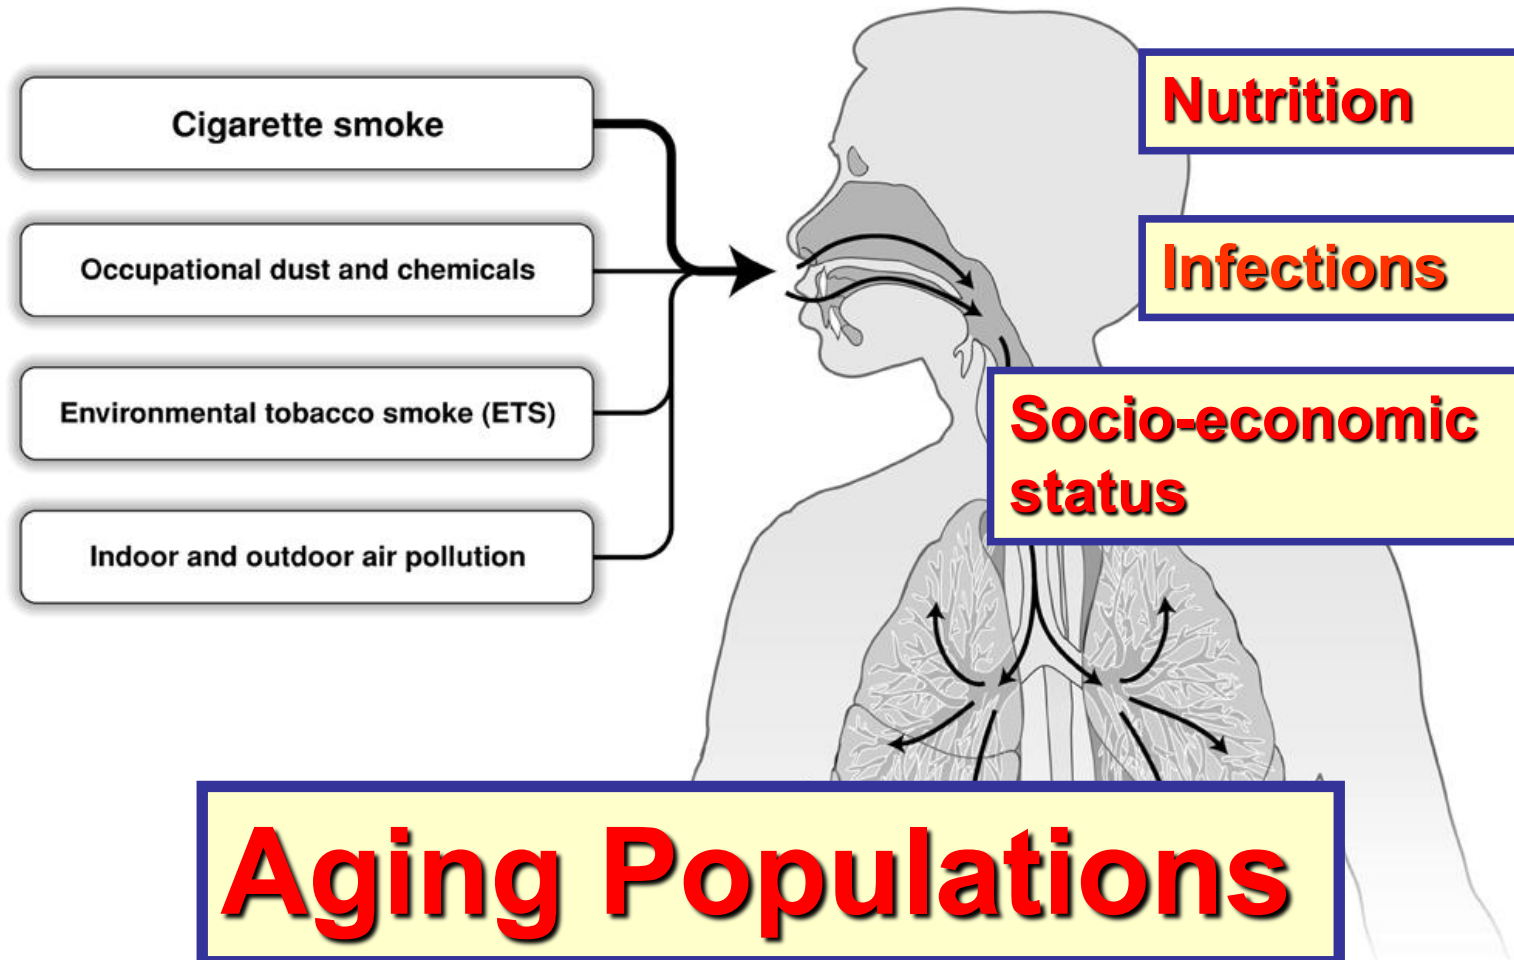 Cigarette smoke
Occupational dust and chemicals
Environmental tobacco smoke (ETS)
Indoor and outdoor air pollution
Nutrition
Infections
Socio-economic
status
Aging Populations